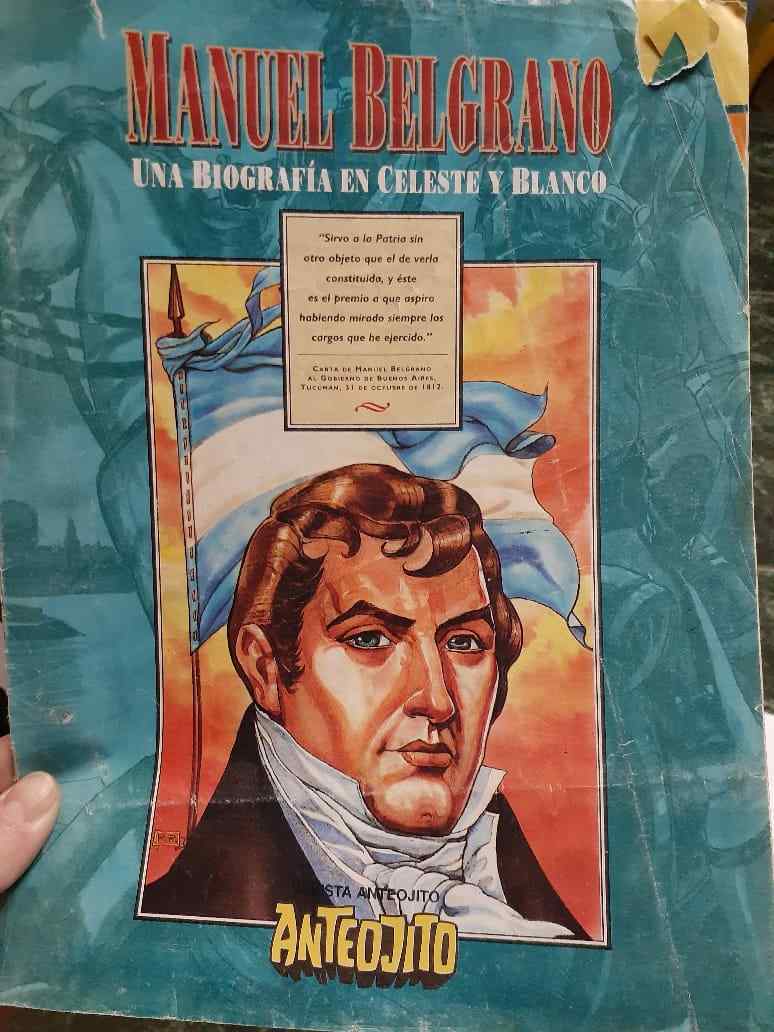 MANUEL BELGRANO
UNA BIOGRAFÍA EN CELESTE Y BLANCO
"Sirvo a la Patria sin
otro objeto que el de verla
constituida, y éste
es el premio a que aspiro
habiendo mirado siempre los
cargos que he ejercido."
CARTA DE MANUEL BELGRANO
AL GOBIERNO DE BUENOS AIRES,
TUCUMÁN, 31 DE OCTUBRE DE 1812.
ISTA ANTEOJITO
ANTEOJITO